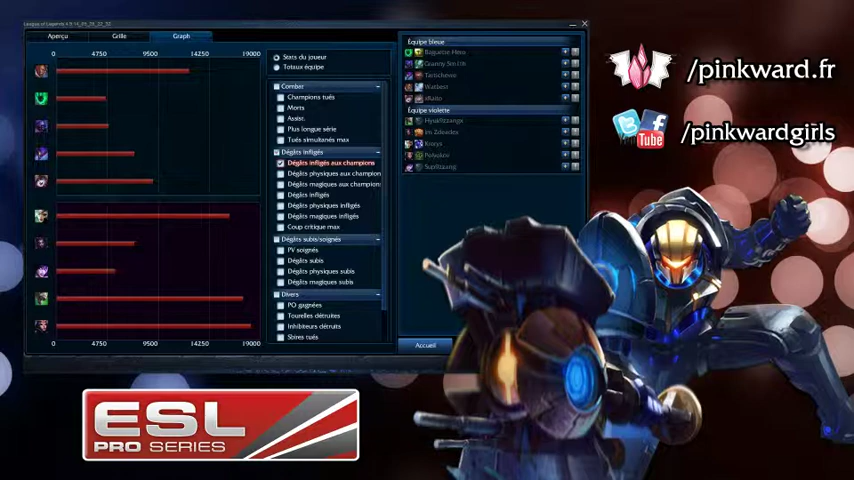 Aperçu
Grille
Graph
0 4750 9500 14250 19000
0 4750 9500 14250 19000
Stats du joueur
Totaux équipe
Combat
Champions tués
Morts
Assist.
Plus longue série
Tués simultanés max
Dégâts infligés
Dégâts infligés aux champions
Dégâts physiques aux champion
Dégâts magiques aux champions
Dégâts infligés
Dégâts physiques infligés
Dégâts magiques infligés
Coup critique max
Dégâts subis/soignés
PV soignés
Dégâts subis
Dégâts physiques subis
Dégâts magiques subis
Divers
PO gagnées
Tourelles détruites
Inhibiteurs détruits
Sbires tués
Équipe bleue
Baguette Hero
Granny Smith
Équipe violette
Accueil
/pinkward.fr
You Tube
/pinkwardgirls
ESL
PRO SERIES